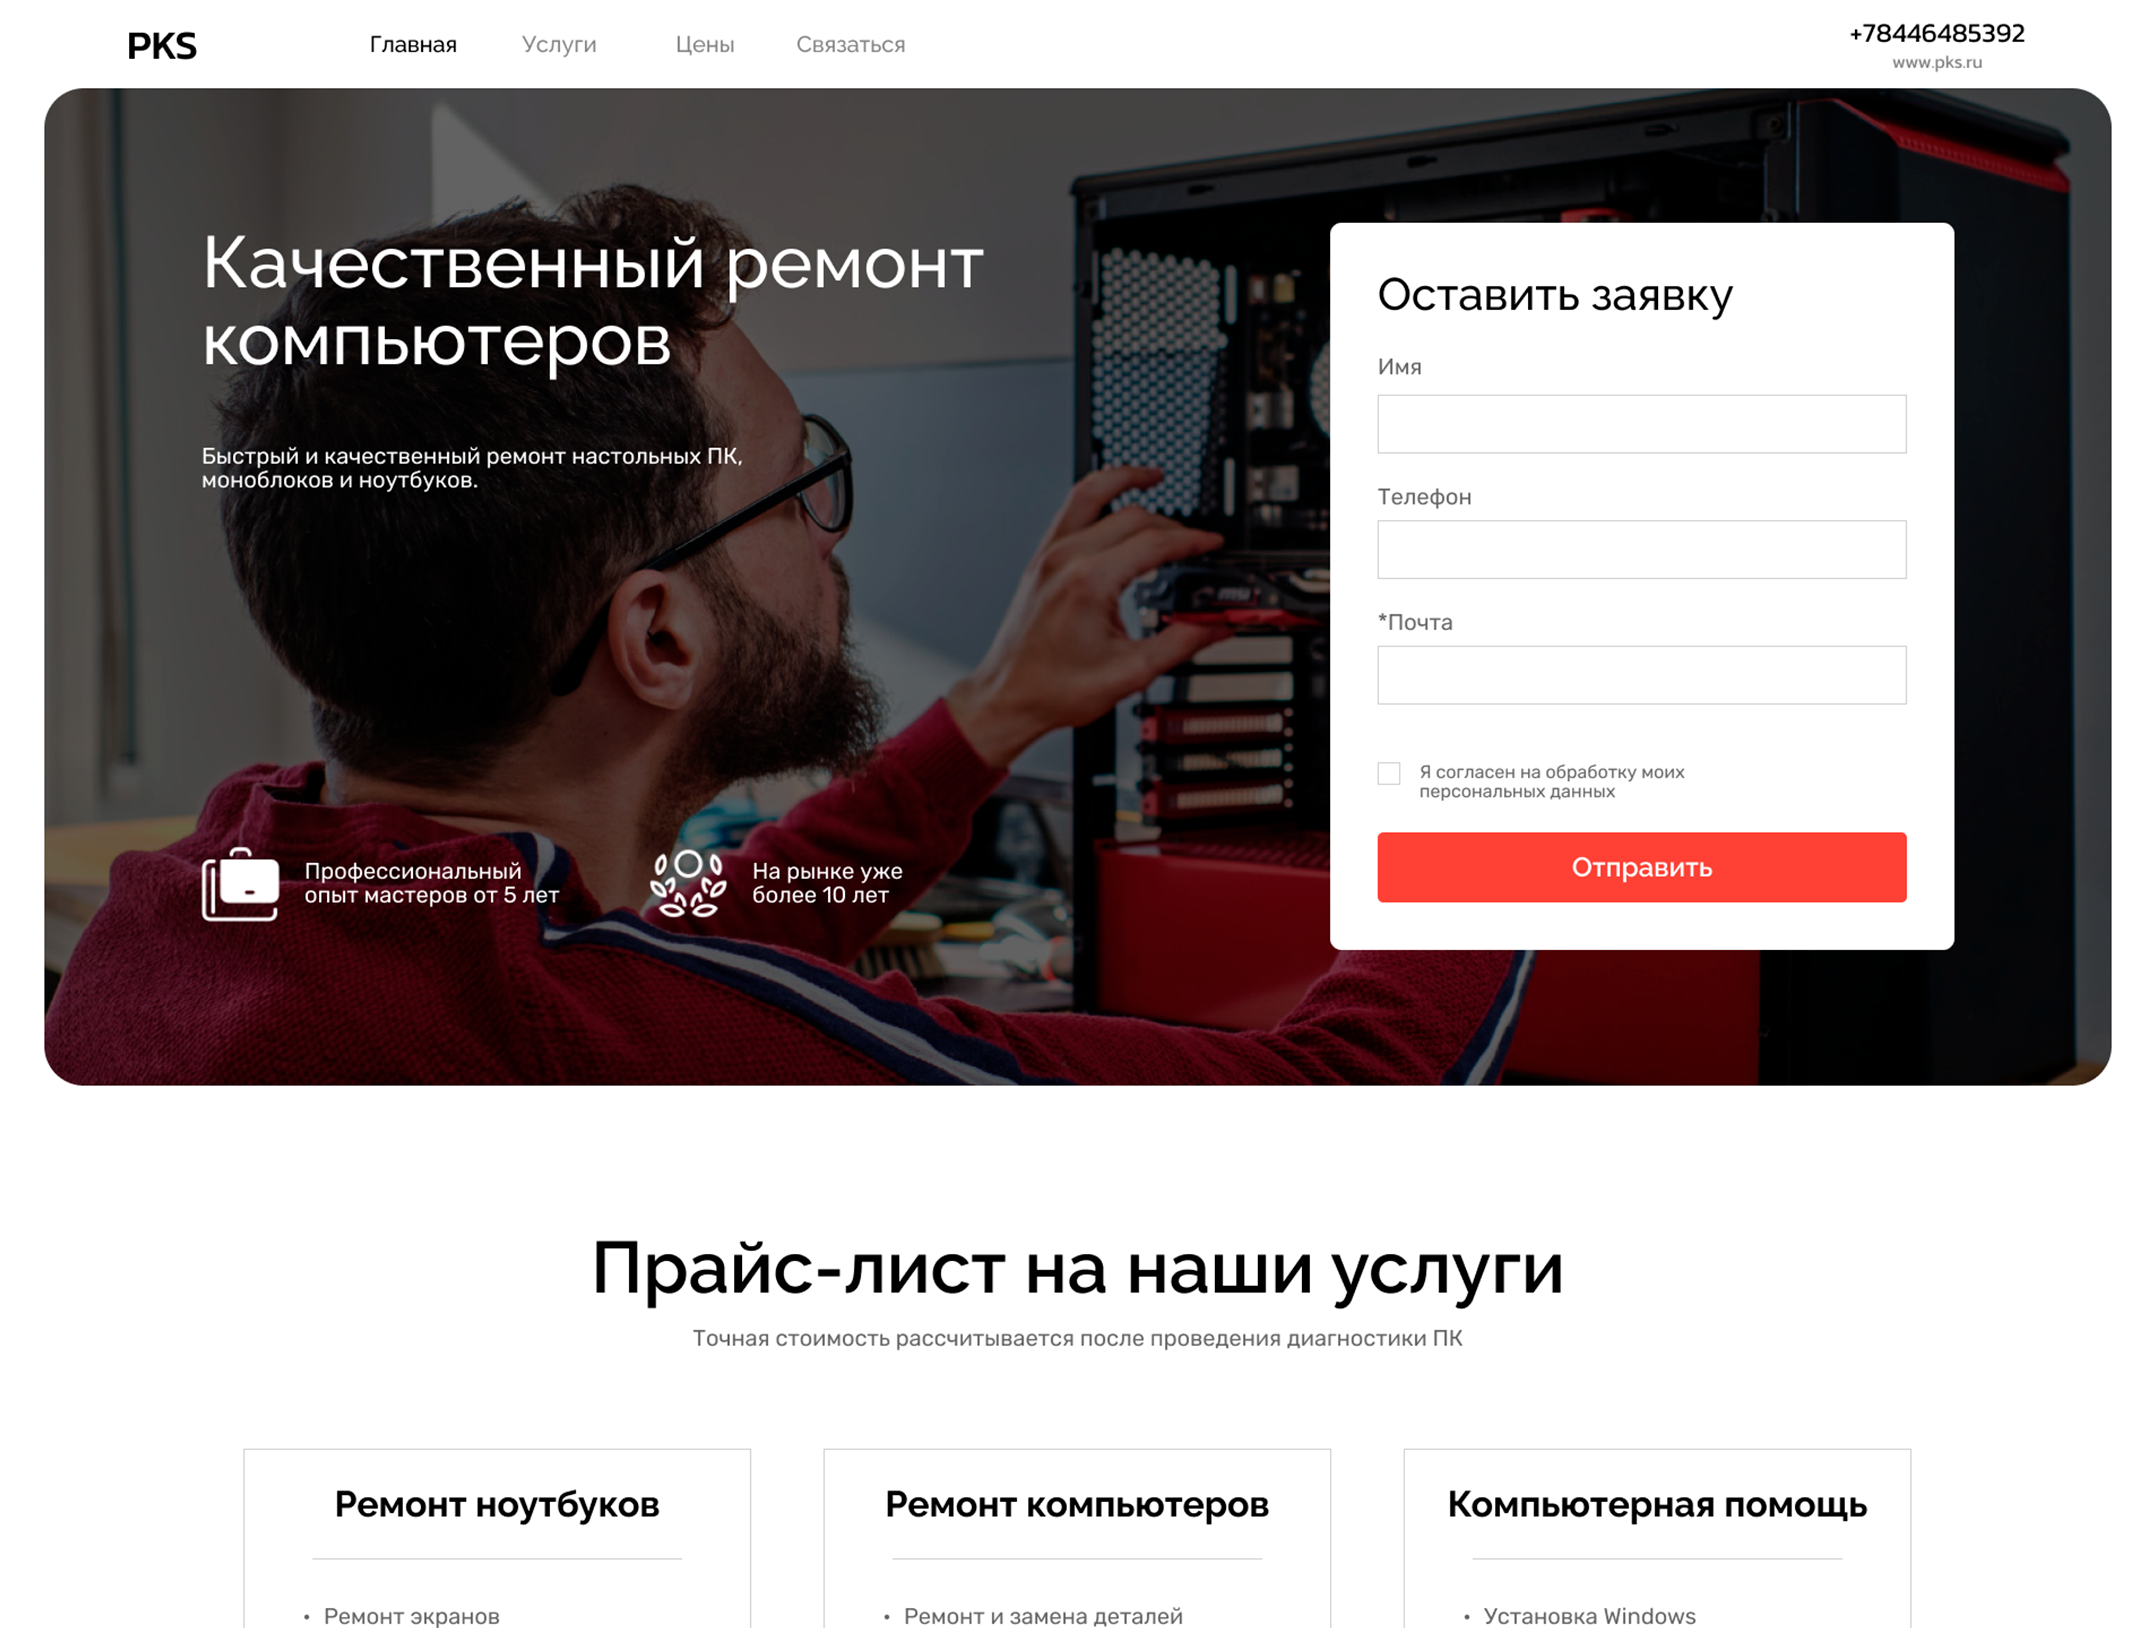 PKS
Главная
Услуги
Цены
Связаться
+78446485392
www.pks.ru
Качественный ремонт
компьютеров
Быстрый и качественный ремонт настольных ПК,
моноблоков и ноутбуков.
Профессиональный
опыт мастеров от 5 лет
На рынке уже
более 10 лет
msi
Оставить заявку
Имя
Телефон
*Почта
Я согласен на обработку моих
персональных данных
Отправить
Прайс-лист на наши услуги
Точная стоимость рассчитывается после проведения диагностики ПК
Ремонт ноутбуков
• Ремонт экранов
Ремонт компьютеров
• Ремонт и замена деталей
Компьютерная помощь
• Установка Windows